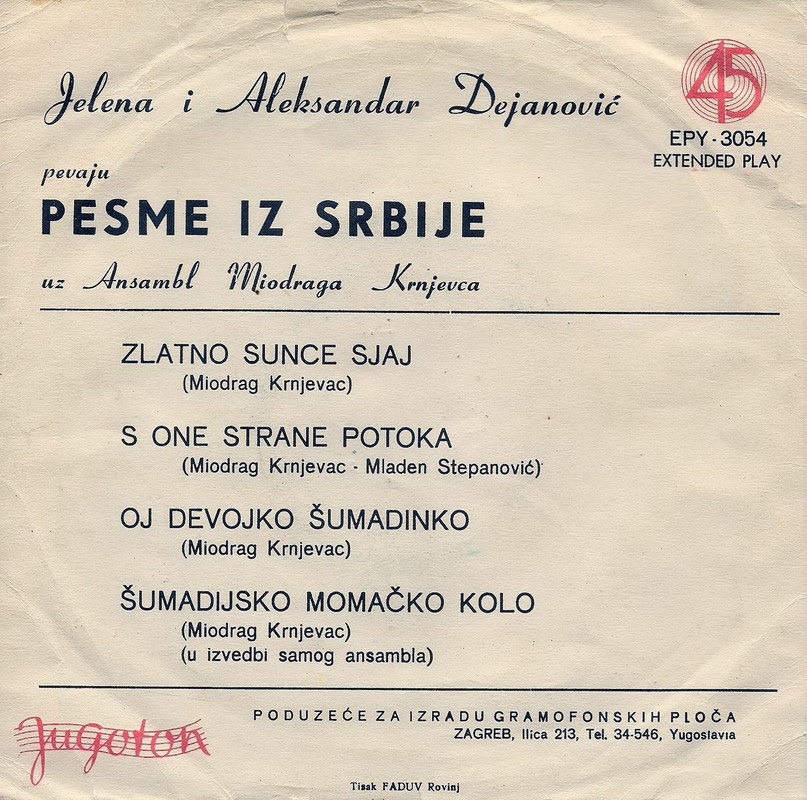 Jelena i Aleksandar Dejanović
45
EPY - 3054
EXTENDED PLAY
pevaju
PESME IZ SRBIJE
uz Ansambl Miodraga Krnjevca
ZLATNO SUNCE SJAJ
(Miodrag Krnjevac)
S ONE STRANE POTOKA
(Miodrag Krnjevac - Mladen Stepanović)
OJ DEVOJKO ŠUMADINKO
(Miodrag Krnjevac)
ŠUMADIJSKO MOMAČKO KOLO
(Miodrag Krnjevac)
(u izvedbi samog ansambla)
Jugoton
PODUZEĆE ZA IZRADU GRAMOFONSKIH PLOČA
ZAGREB, Ilica 213, Tel. 34-546, Yugoslavia
Tisak FADUV Rovinj